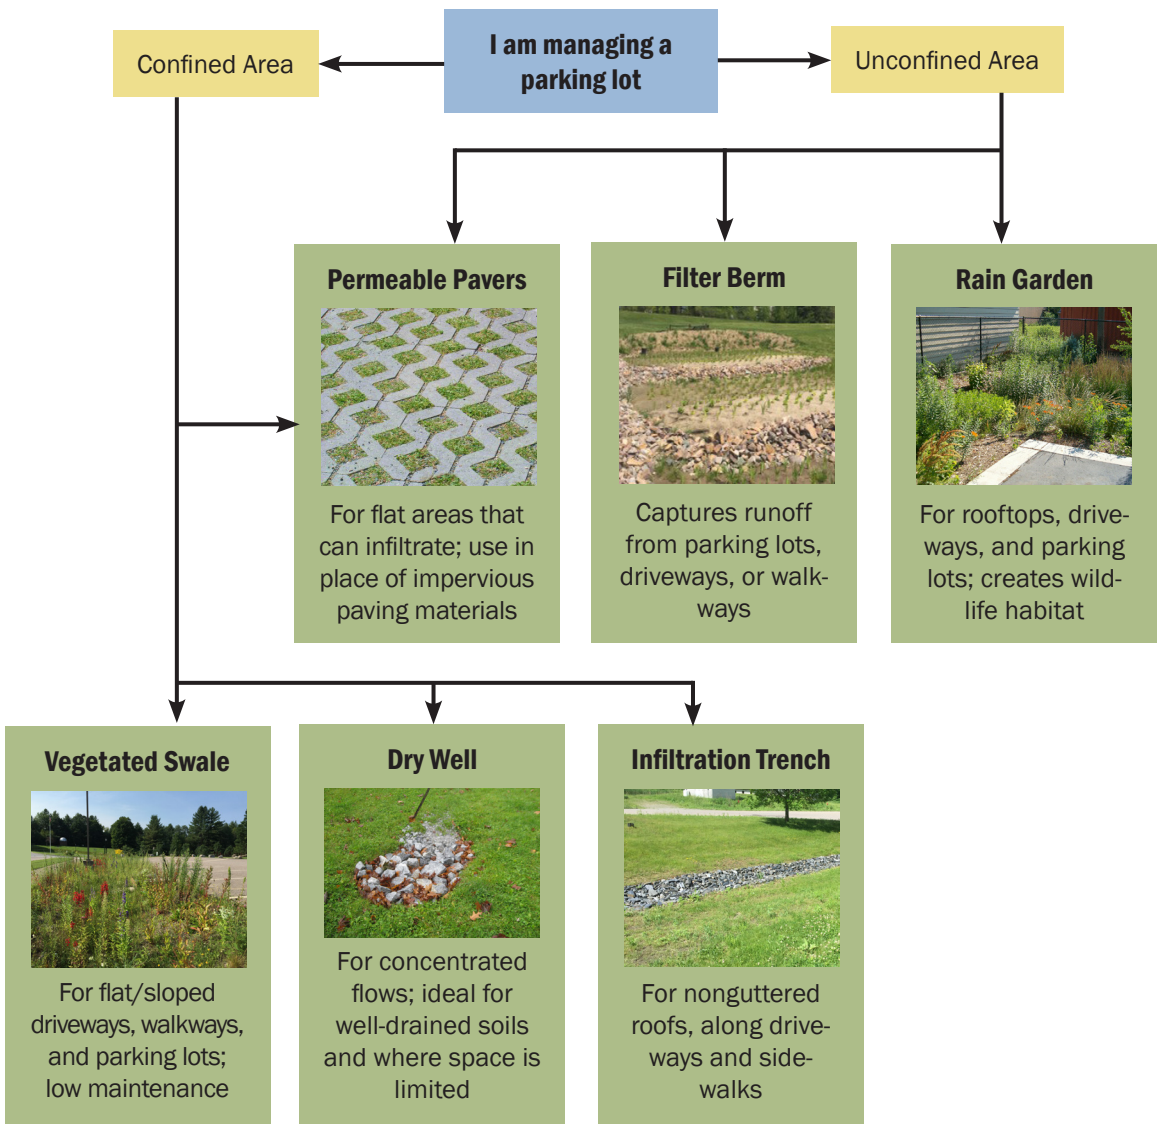 I am managing a
parking lot
Confined Area
Unconfined Area
Permeable Pavers
For flat areas that
can infiltrate; use in
place of impervious
paving materials
Filter Berm
Captures runoff
from parking lots,
driveways, or walk-
ways
Rain Garden
For rooftops, drive-
ways, and parking
lots; creates wild-
life habitat
Vegetated Swale
For flat/sloped
driveways, walkways,
and parking lots;
low maintenance
Dry Well
For concentrated
flows; ideal for
well-drained soils
and where space is
limited
Infiltration Trench
For nonguttered
roofs, along drive-
ways and side-
walks